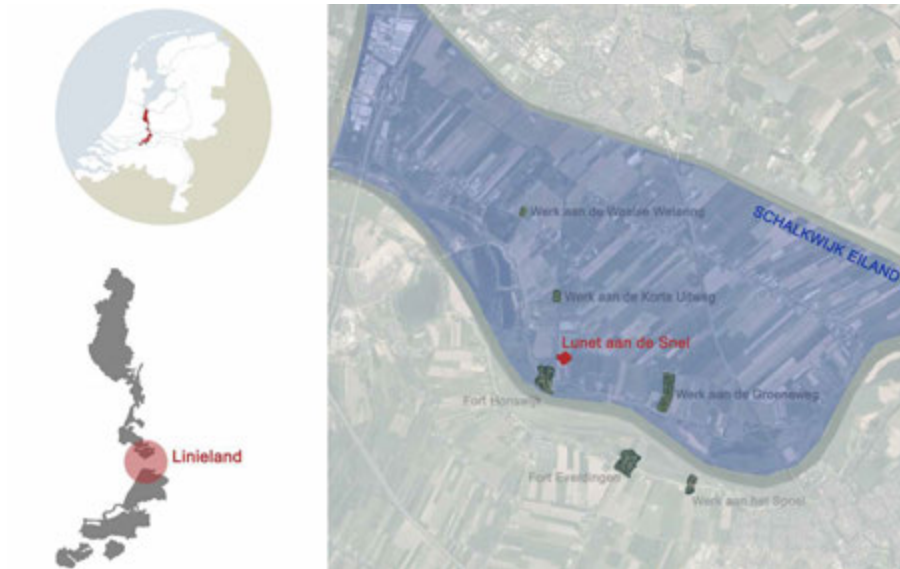 SCHALKWIJK EILAND
Werk aan de Waalse Wetering
Werk aan de Korte Uitweg
Lunet aan de Snel
Werk aan de Groeneweg
Fort Honswijk
Linieland
Fort Everdingen
Werk aan het Spoel